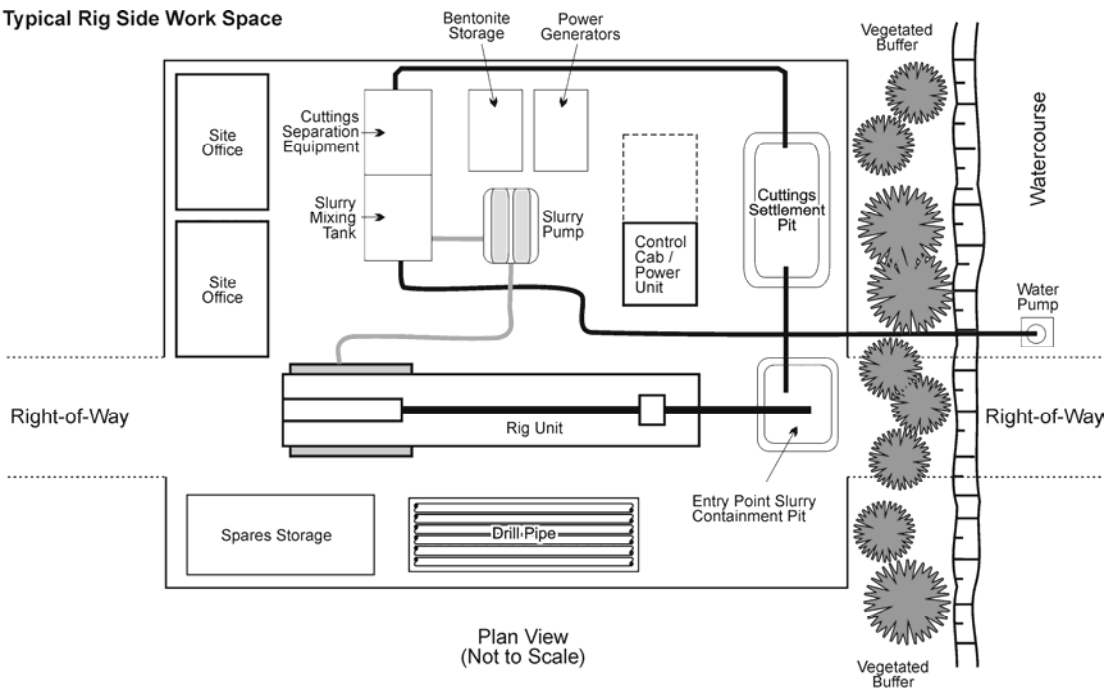 Typical Rig Side Work Space
Bentonite
Storage
Power
Generators
Vegetated
Buffer
Site
Office
Cuttings
Separation
Equipment
Slurry
Mixing
Tank
Slurry
Pump
Cuttings
Settlement
Pit
Watercourse
Site
Office
Control
Cab /
Power
Unit
Water
Pump
Right-of-Way
Rig Unit
Right-of-Way
Entry Point Slurry
Containment Pit
Spares Storage
Drill Pipe
Plan View
(Not to Scale)
Vegetated
Buffer